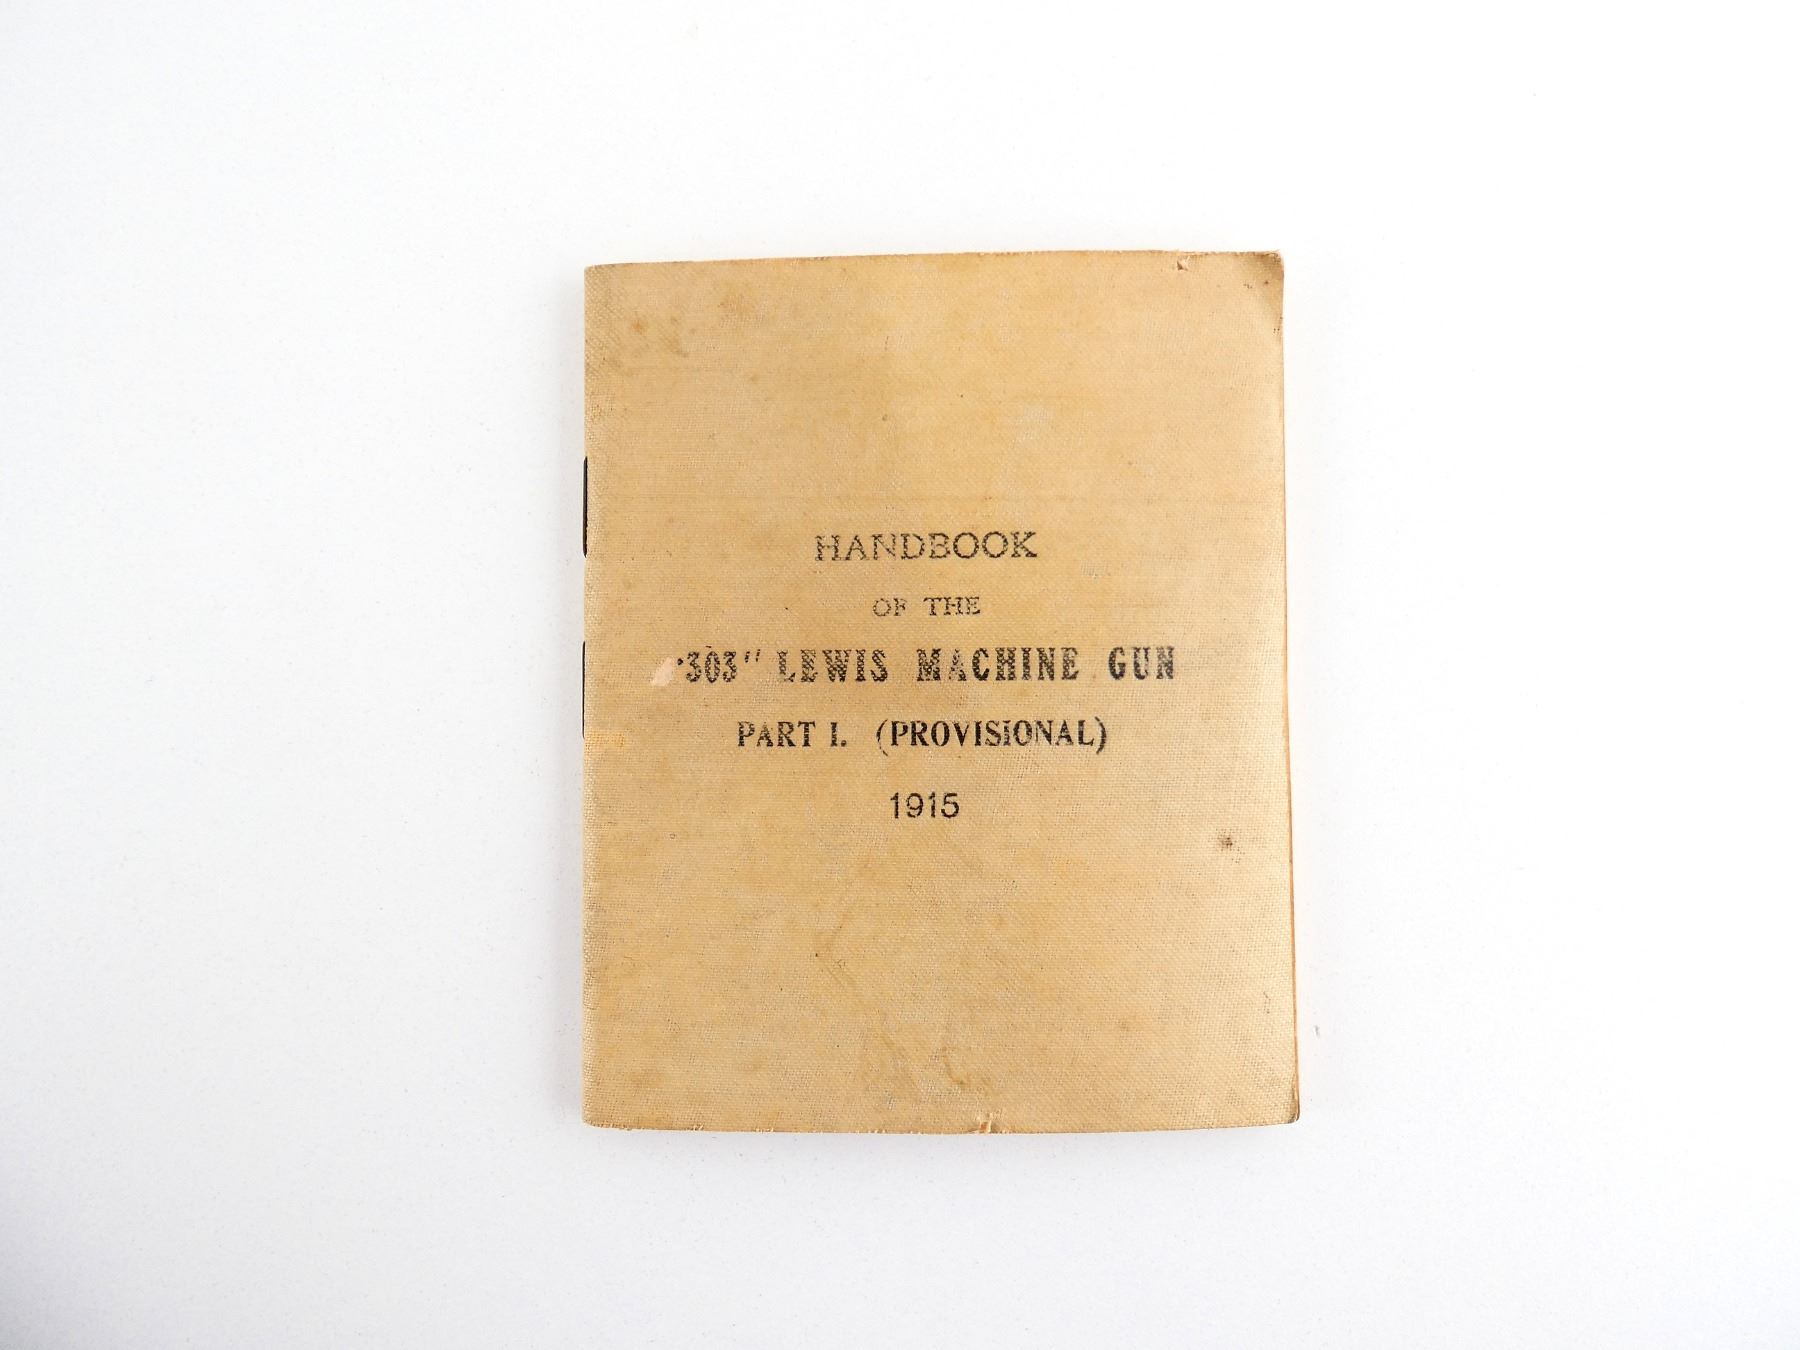 HANDBOOK
OF THE
·303" LEWIS MACHINE GUN
PART I. (PROVISIONAL)
1915